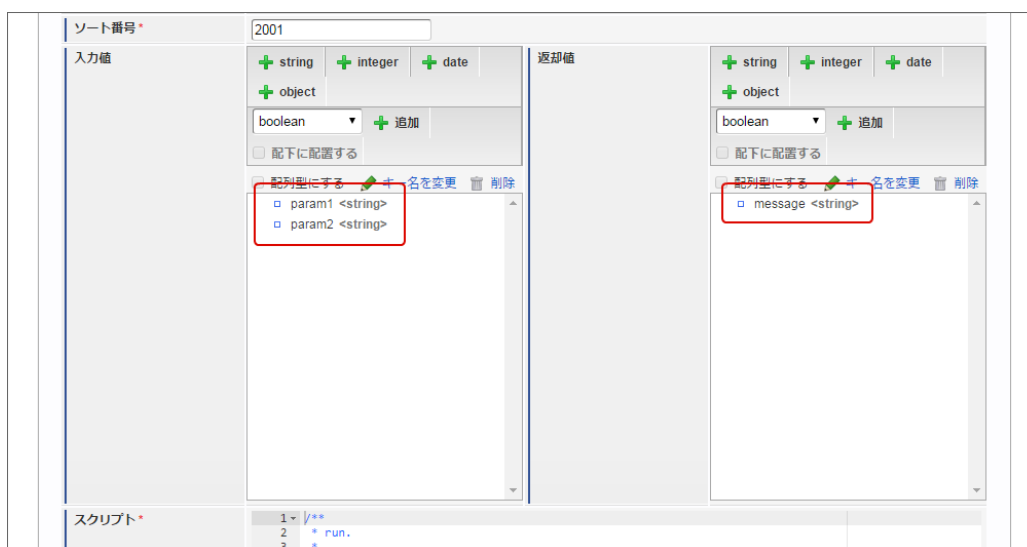 ソート番号* 2001
入力値
string integer date
object
boolean 追加
配下に配置する
配列型にする キー名を変更 削除
param1 <string>
param2 <string>
返却値
string integer date
object
boolean 追加
配下に配置する
配列型にする キー名を変更 削除
message <string>
スクリプト*
1 /**
2 * run.
3 *